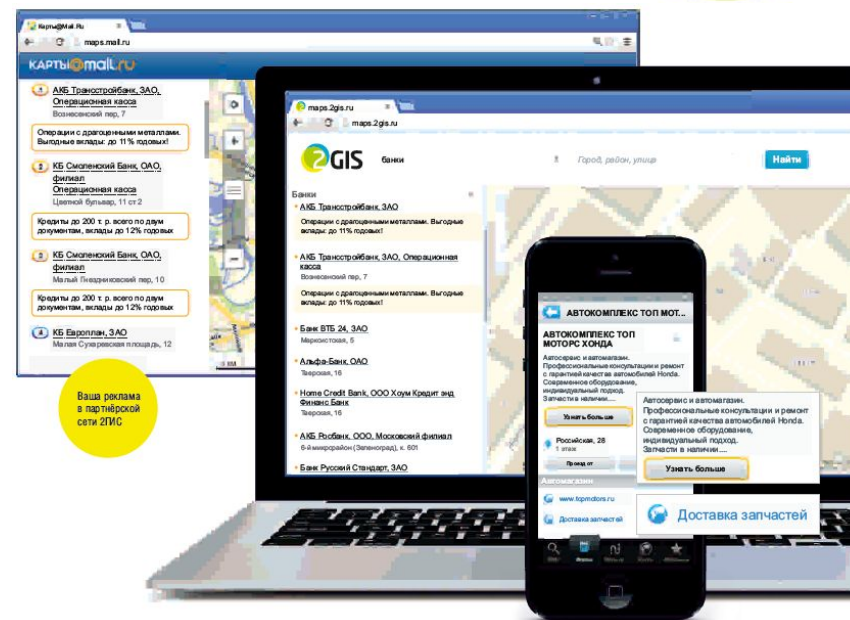 Карты@Mail.Ru
maps.mail.ru
КАРТЫ@mail.ru
1 АКБ Трансстройбанк, ЗАО,
Операционная касса
Вознесенский пер, 7
Операции с драгоценными металлами.
Выгодные вклады: до 11% годовых!
2 КБ Смоленский Банк, ОАО,
филиал
Операционная касса
Цветной бульвар, 11 ст 2
Кредиты до 200 т. р. всего по двум
документам, вклады до 12% годовых
3 КБ Смоленский Банк, ОАО,
филиал
Малый Гнездниковский пер, 10
Кредиты до 200 т. р. всего по двум
документам, вклады до 12% годовых
4 КБ Европлан, ЗАО
Малая Сухаревская площадь, 12
Ваша реклама
в партнёрской
сети 2ГИС
maps.2gis.ru
maps.2gis.ru
2GIS
банки
Город, район, улица
Найти
Банки
АКБ Трансстройбанк, ЗАО
Операции с драгоценными металлами. Выгодные
вклады: до 11% годовых!
АКБ Трансстройбанк, ЗАО, Операционная
касса
Вознесенский пер, 7
Операции с драгоценными металлами. Выгодные
вклады: до 11% годовых!
Банк ВТБ 24, ЗАО
Марксистская, 5
Альфа-Банк, ОАО
Тверская, 16
Home Credit Bank, ООО Хоум Кредит энд
Финанс Банк
Тверская, 16
АКБ Росбанк, ООО, Московский филиал
6-й микрорайон (Зеленоград), к. 601
Банк Русский Стандарт, ЗАО
АВТОКОМПЛЕКС ТОП МОТ...
АВТОКОМПЛЕКС ТОП
МОТОРС ХОНДА
Автосервис и автомагазин.
Профессиональные консультации и ремонт
с гарантией качества автомобилей Honda.
Современное оборудование,
индивидуальный подход.
Запчасти в наличии....
Узнать больше
Российская, 28
1 этаж
Проезд от
Автомагазин
www.topmotors.ru
Доставка запчастей
Автосервис и автомагазин.
Профессиональные консультации и ремонт
с гарантией качества автомобилей Honda.
Современное оборудование,
индивидуальный подход.
Запчасти в наличии....
Узнать больше
Доставка запчастей